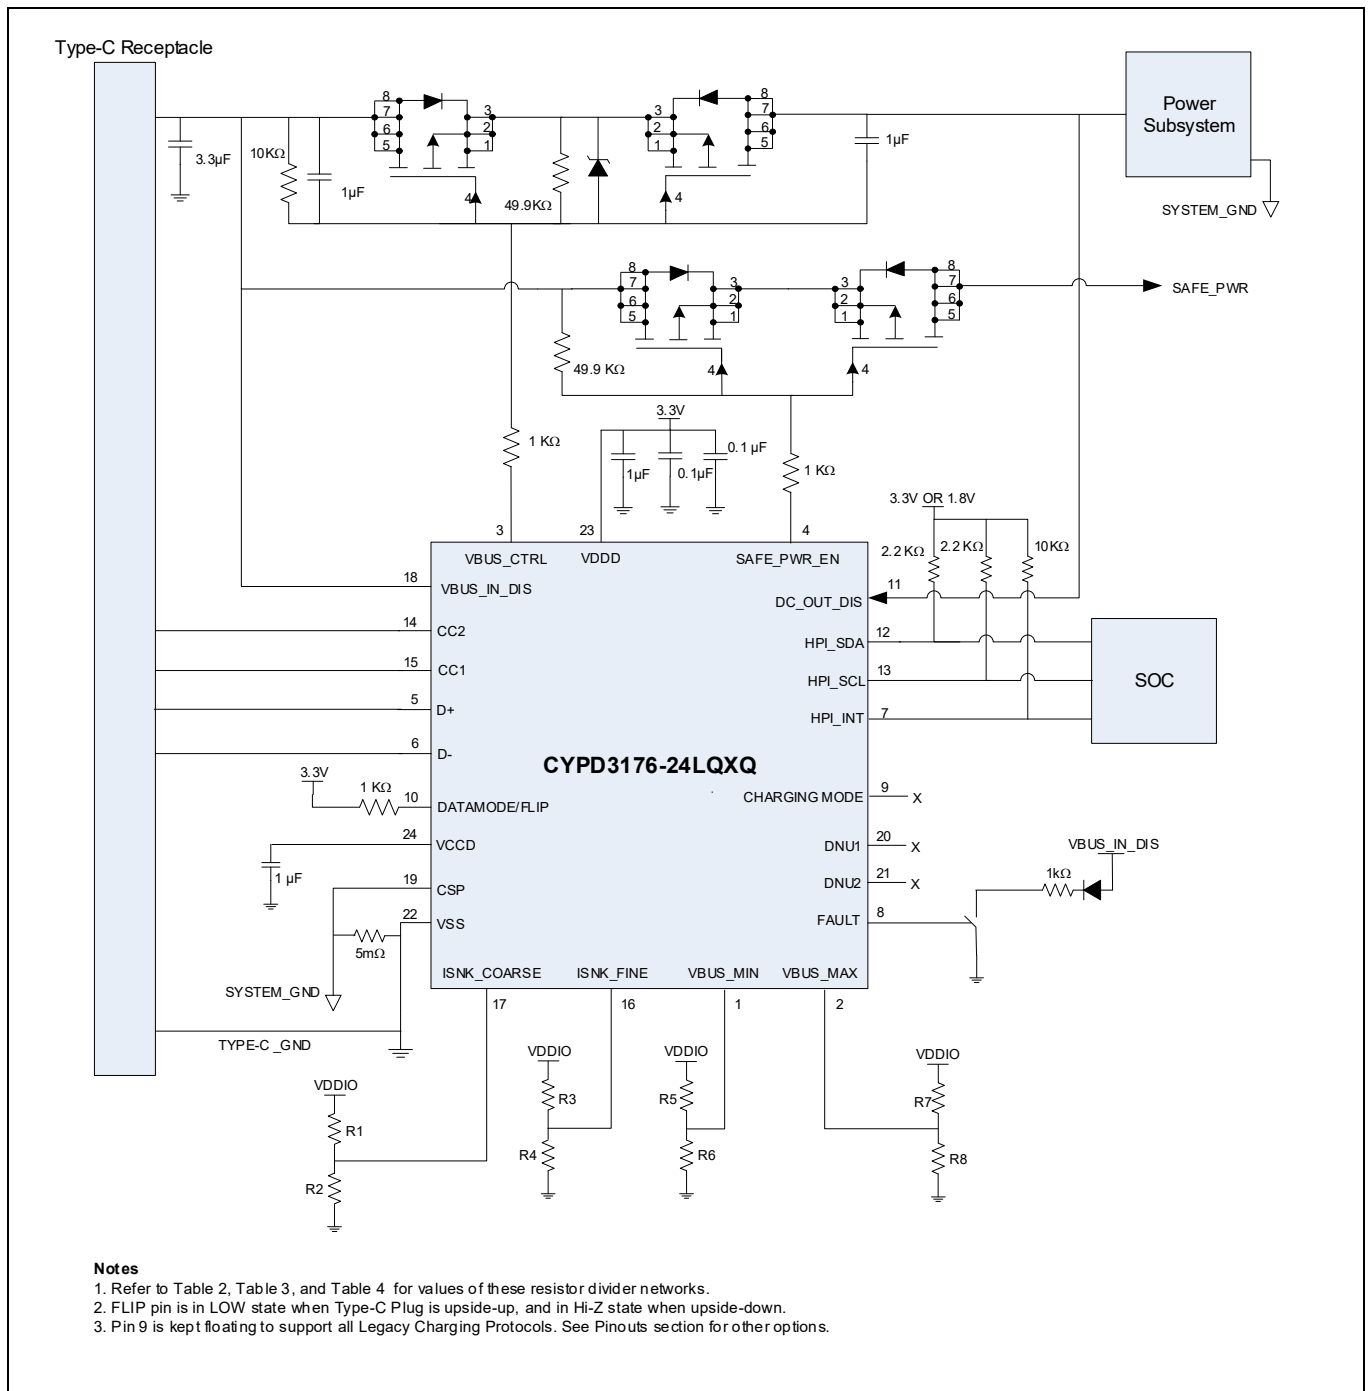 Type-C Receptacle
Power
Subsystem
SYSTEM_GND
3.3µF
10KΩ
1µF
8
7
6
5
3
2
1
4
49.9KΩ
3
2
1
8
7
6
5
4
1µF
8
7
6
5
3
2
1
4
3
2
1
8
7
6
5
4
SAFE_PWR
49.9 KΩ
1 KΩ
3.3V
1µF
0.1µF
0.1 µF
1 KΩ
3.3V OR 1.8V
2.2 KΩ
2.2 KΩ
10KΩ
3
23
4
VBUS_CTRL
VDDD
SAFE_PWR_EN
18
VBUS_IN_DIS
11
DC_OUT_DIS
14
CC2
12
HPI_SDA
15
CC1
13
HPI_SCL
SOC
5
D+
7
HPI_INT
6
D-
CYPD3176-24LQXQ
3.3V
1 KΩ
10
DATAMODE/FLIP
CHARGING MODE
9
X
24
VCCD
1 µF
DNU1
20
X
19
CSP
DNU2
21
X
22
VSS
5mΩ
FAULT
8
1kΩ
VBUS_IN_DIS
SYSTEM_GND
TYPE-C_GND
ISNK_COARSE
ISNK_FINE
VBUS_MIN
VBUS_MAX
17
16
1
2
VDDIO
R1
R2
VDDIO
R3
R4
VDDIO
R5
R6
VDDIO
R7
R8
Notes
1. Refer to Table 2, Table 3, and Table 4 for values of these resistor divider networks.
2. FLIP pin is in LOW state when Type-C Plug is upside-up, and in Hi-Z state when upside-down.
3. Pin 9 is kept floating to support all Legacy Charging Protocols. See Pinouts section for other options.